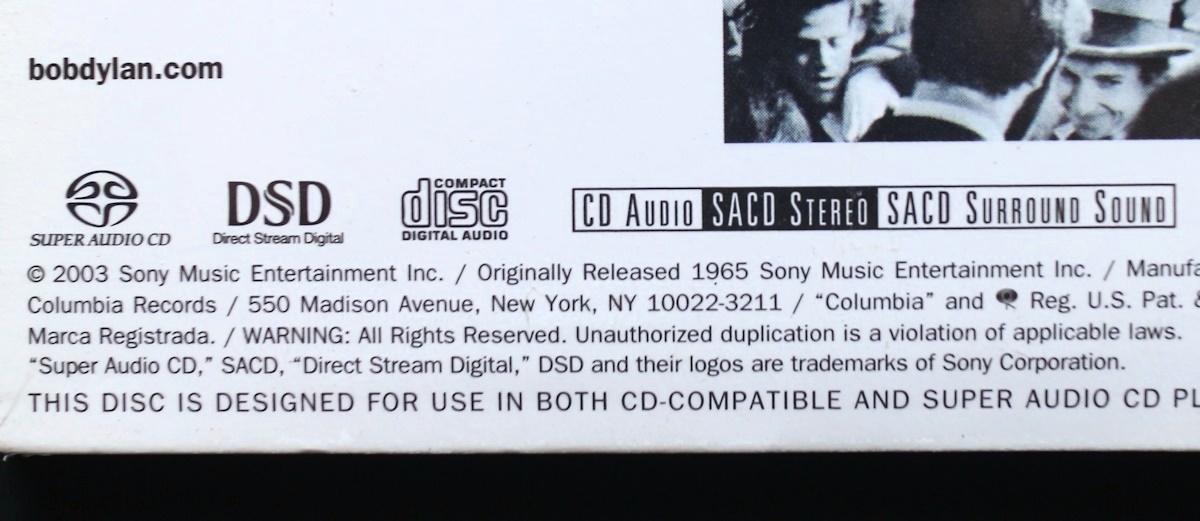 bobdylan.com
SUPER AUDIO CD
DSD
Direct Stream Digital
COMPACT
disc
DIGITAL AUDIO
CD AUDIO SACD STEREO SACD SURROUND SOUND
© 2003 Sony Music Entertainment Inc. / Originally Released 1965 Sony Music Entertainment Inc. / Manufa
Columbia Records / 550 Madison Avenue, New York, NY 10022-3211 / “Columbia” and Reg. U.S. Pat. &
Marca Registrada. / WARNING: All Rights Reserved. Unauthorized duplication is a violation of applicable laws.
“Super Audio CD,” SACD, “Direct Stream Digital,” DSD and their logos are trademarks of Sony Corporation.
THIS DISC IS DESIGNED FOR USE IN BOTH CD-COMPATIBLE AND SUPER AUDIO CD PL